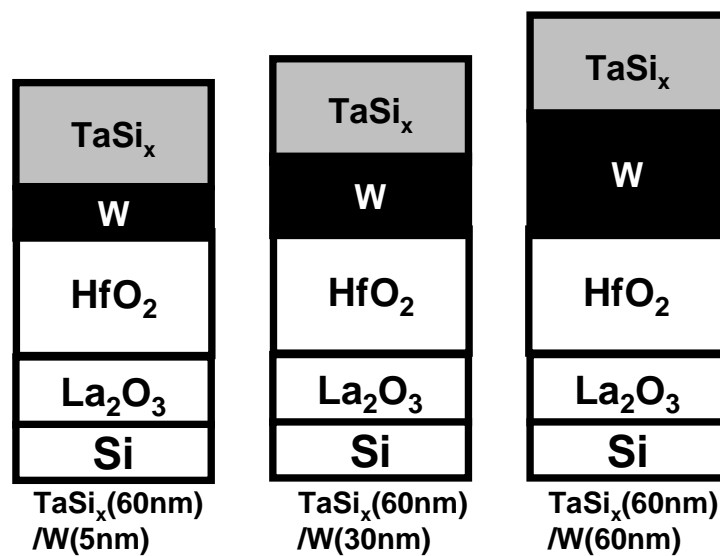 TaSiₓ
W
HfO₂
La₂O₃
Si
TaSiₓ(60nm)
/W(5nm)
TaSiₓ
W
HfO₂
La₂O₃
Si
TaSiₓ(60nm)
/W(30nm)
TaSiₓ
W
HfO₂
La₂O₃
Si
TaSiₓ(60nm)
/W(60nm)